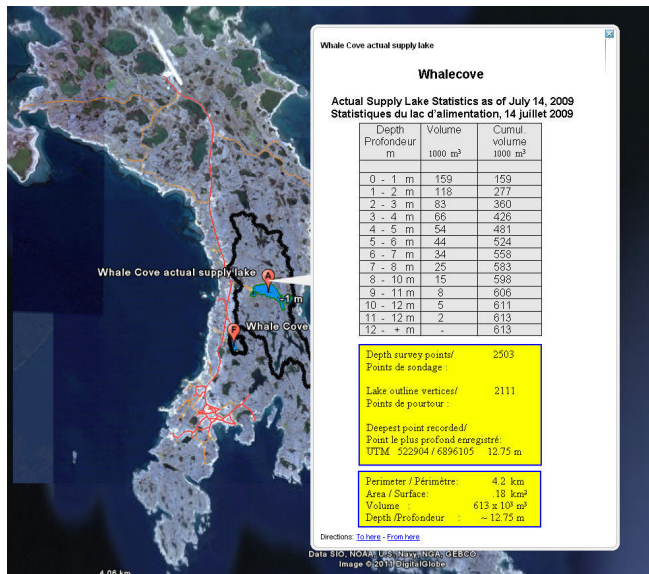 Whale Cove actual supply lake
Whalecove
Actual Supply Lake Statistics as of July 14, 2009
Statistiques du lac d'alimentation, 14 juillet 2009
Depth Volume Cumul.
Profondeur volume
m 1000 m³ 1000 m³
0 - 1 m 159 159
1 - 2 m 118 277
2 - 3 m 83 360
3 - 4 m 66 426
4 - 5 m 54 481
5 - 6 m 44 524
6 - 7 m 34 558
7 - 8 m 25 583
8 - 10 m 15 598
9 - 11 m 8 606
10 - 12 m 5 611
11 - 12 m 2 613
12 - + m - 613
Depth survey points/ 2503
Points de sondage :
Lake outline vertices/ 2111
Points de pourtour :
Deepest point recorded/
Point le plus profond enregistré:
UTM 522904 / 6896105 12.75 m
Perimeter / Périmètre: 4.2 km
Area / Surface: .18 km²
Volume : 613 x 10³ m³
Depth /Profondeur : ~ 12.75 m
Directions: To here - From here
Whale Cove actual supply lake
A
-1 m
F
Whale Cove
Data SIO, NOAA, U.S. Navy, NGA, GEBCO
Image © 2011 DigitalGlobe
4.06 km